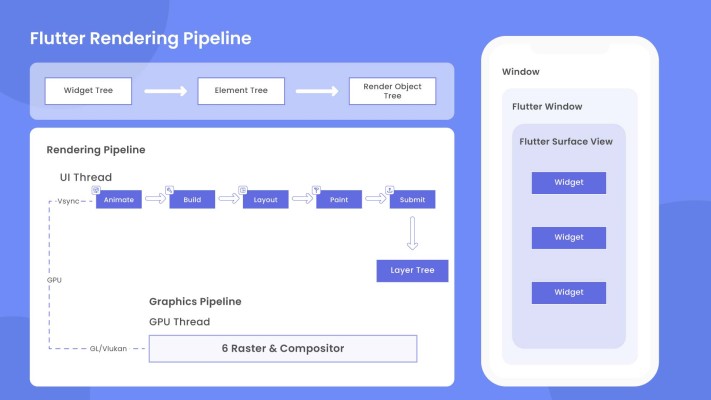 Flutter Rendering Pipeline
Widget Tree
Element Tree
Render Object
Tree
Rendering Pipeline
UI Thread
Vsync
Animate
Build
Layout
Paint
Submit
Layer Tree
GPU
Graphics Pipeline
GPU Thread
GL/Vlukan
6 Raster & Compositor
Window
Flutter Window
Flutter Surface View
Widget
Widget
Widget